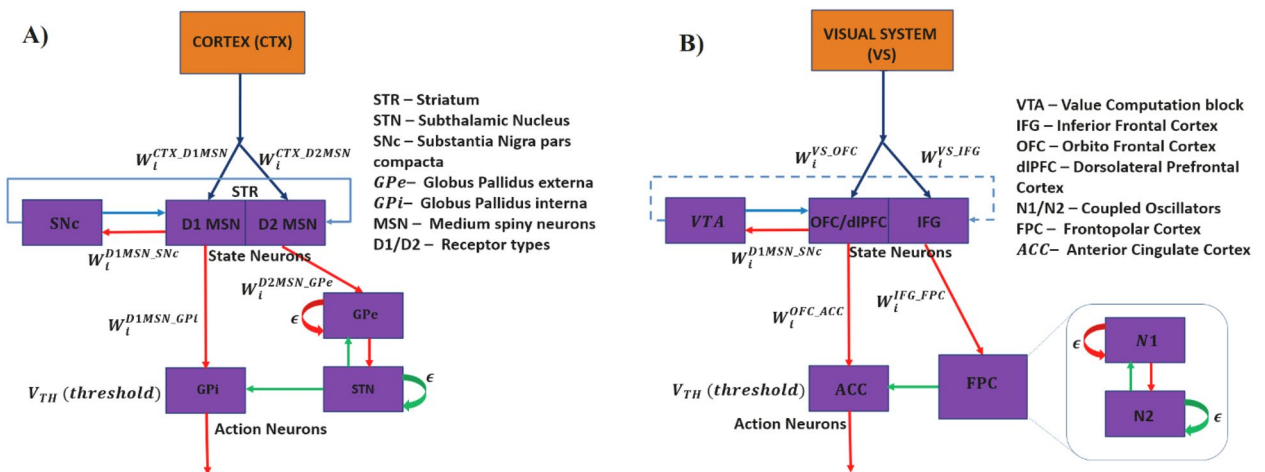 A)
CORTEX (CTX)
W_i^{CTX_D1MSN}
W_i^{CTX_D2MSN}
STR
SNc
D1 MSN
D2 MSN
W_i^{D1MSN_SNc}
State Neurons
W_i^{D2MSN_GPe}
W_i^{D1MSN_GPi}
ϵ
GPe
V_{TH} (threshold)
GPi
STN
ϵ
Action Neurons
STR – Striatum
STN – Subthalamic Nucleus
SNc – Substantia Nigra pars
compacta
GPe– Globus Pallidus externa
GPi– Globus Pallidus interna
MSN – Medium spiny neurons
D1/D2 – Receptor types
B)
VISUAL SYSTEM
(VS)
W_i^{VS_OFC}
W_i^{VS_IFG}
VTA
OFC/dlPFC
IFG
W_i^{D1MSN_SNc}
State Neurons
W_i^{OFC_ACC}
W_i^{IFG_FPC}
V_{TH} (threshold)
ACC
FPC
Action Neurons
ϵ
N1
N2
ϵ
VTA – Value Computation block
IFG – Inferior Frontal Cortex
OFC – Orbito Frontal Cortex
dlPFC – Dorsolateral Prefrontal
Cortex
N1/N2 – Coupled Oscillators
FPC – Frontopolar Cortex
ACC– Anterior Cingulate Cortex